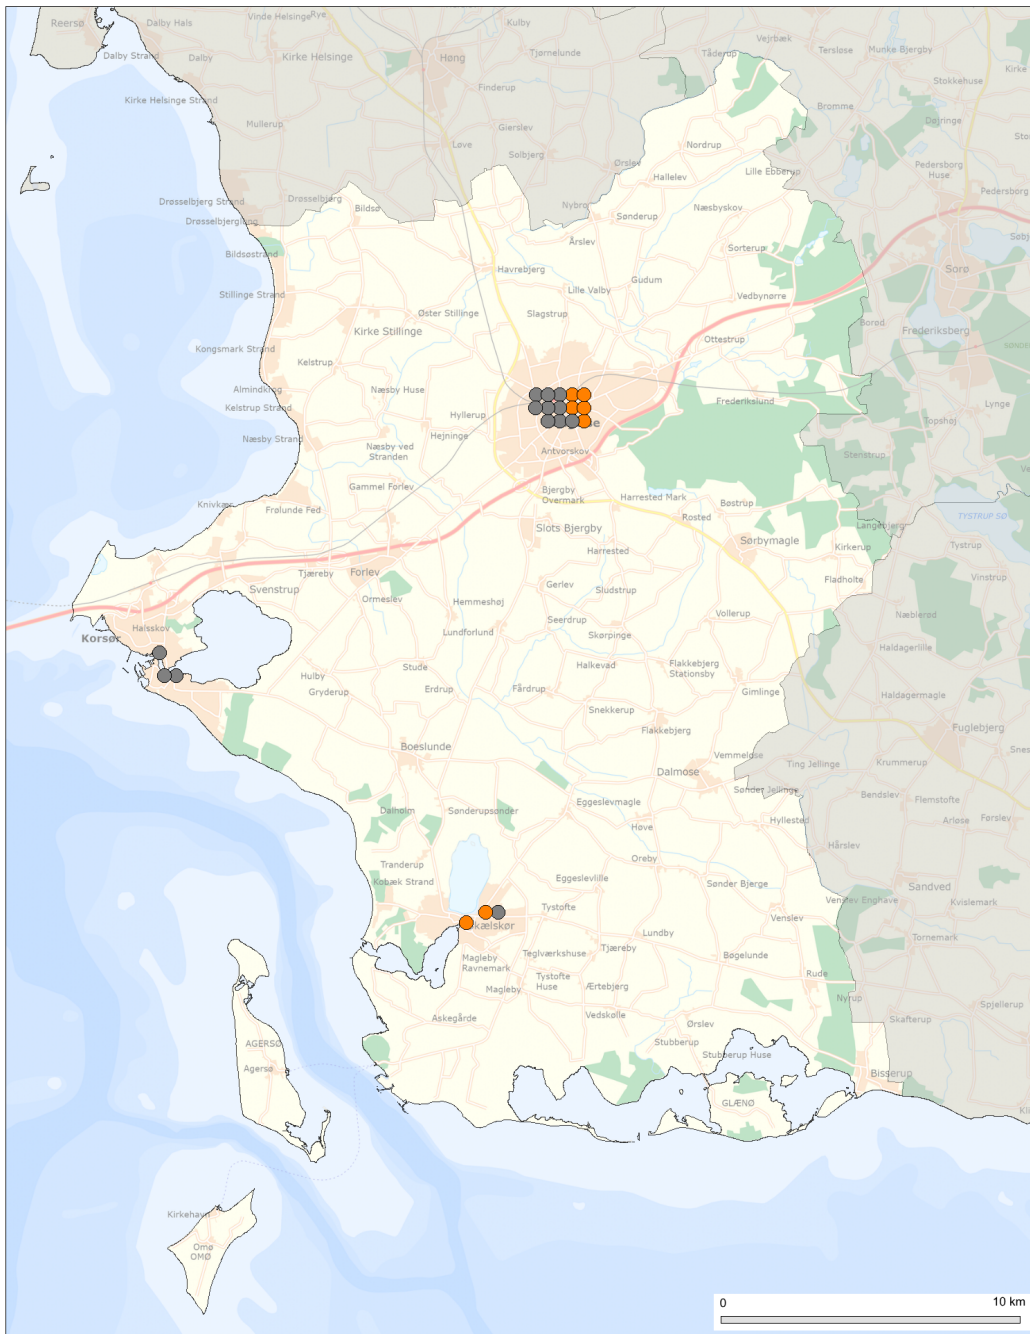 Reersø
Dalby Hals
Vinde Helsinge
Rye
Kulby
Vejrbæk
Tåderup
Tersløse
Munke Bjergby
Dalby Strand
Dalby
Kirke Helsinge
Høng
Tjørnelunde
Kirke
Stokkehuse
Finderup
Kirke Helsinge Strand
Bromme
Døjringe
Mullerup
Gierslev
Løve
Solbjerg
Ørslev
Nordrup
Pedersborg
Huse
Hallelev
Lille Ebberup
Pedersborg
Drøsselbjerg Strand
Drøsselbjerg
Bildsø
Nybro
Næsbyskov
Sønderup
Drøsselbjerglung
Bildsøstrand
Årslev
Sorterup
Havrebjerg
Sorø
Gudum
Stillinge Strand
Lille Valby
Vedbynørre
Øster Stillinge
Slagstrup
Borød
Frederiksberg
Kirke Stillinge
Ottestrup
Kongsmark Strand
Kelstrup
Almindkrog
Næsby Huse
Kelstrup Strand
Frederikslund
Lynge
Hyllerup
Topshøj
Næsby Strand
Hejninge
Næsby ved
Stranden
Antvorskov
Stenstrup
Gammel Forlev
Bjergby
Overmark
Harrested Mark
Bøstrup
Knivkær
Frolunde Fed
Rosted
TYSTRUP SØ
Slots Bjergby
Langebjerg
Sørbymagle
Harrested
Kirkerup
Tystrup
Tjæreby
Forlev
Fladholte
Vinstrup
Svenstrup
Gerlev
Sludstrup
Ormeslev
Hemmeshøj
Næblerød
Vollerup
Halsskov
Seerdrup
Korsør
Lundforlund
Skørpinge
Haldagerlille
Stude
Halkevad
Flakkebjerg
Stationsby
Hulby
Gryderup
Erdrup
Fårdrup
Gimlinge
Haldagermagle
Snekkerup
Flakkebjerg
Fuglebjerg
Boeslunde
Vemmeldse
Ting Jellinge
Krummerup
Dalmose
Sønder Jellinge
Bendslev
Flemstofte
Dalholm
Sønderupsønder
Eggeslevmagle
Hyllested
Arløse
Førslev
Høve
Hårslev
Oreby
Tranderup
Kobæk Strand
Eggeslevlille
Sønder Bjerge
Sandved
Venslev Enghave
Kvislemark
Tystofte
Venslev
Lundby
Tornemark
Magleby
Ravnemark
Teglværkshuse
Tjæreby
Bøgelunde
Rude
Tystofte
Huse
Ærtebjerg
Magleby
Nyrup
Spjellerup
Askegårde
Vedskølle
Ørslev
Skafterup
Stubberup
AGERSØ
Stubberup Huse
Agersø
Bisserup
GLÆNØ
Kirkehavn
Omø
OMØ
0
10 km